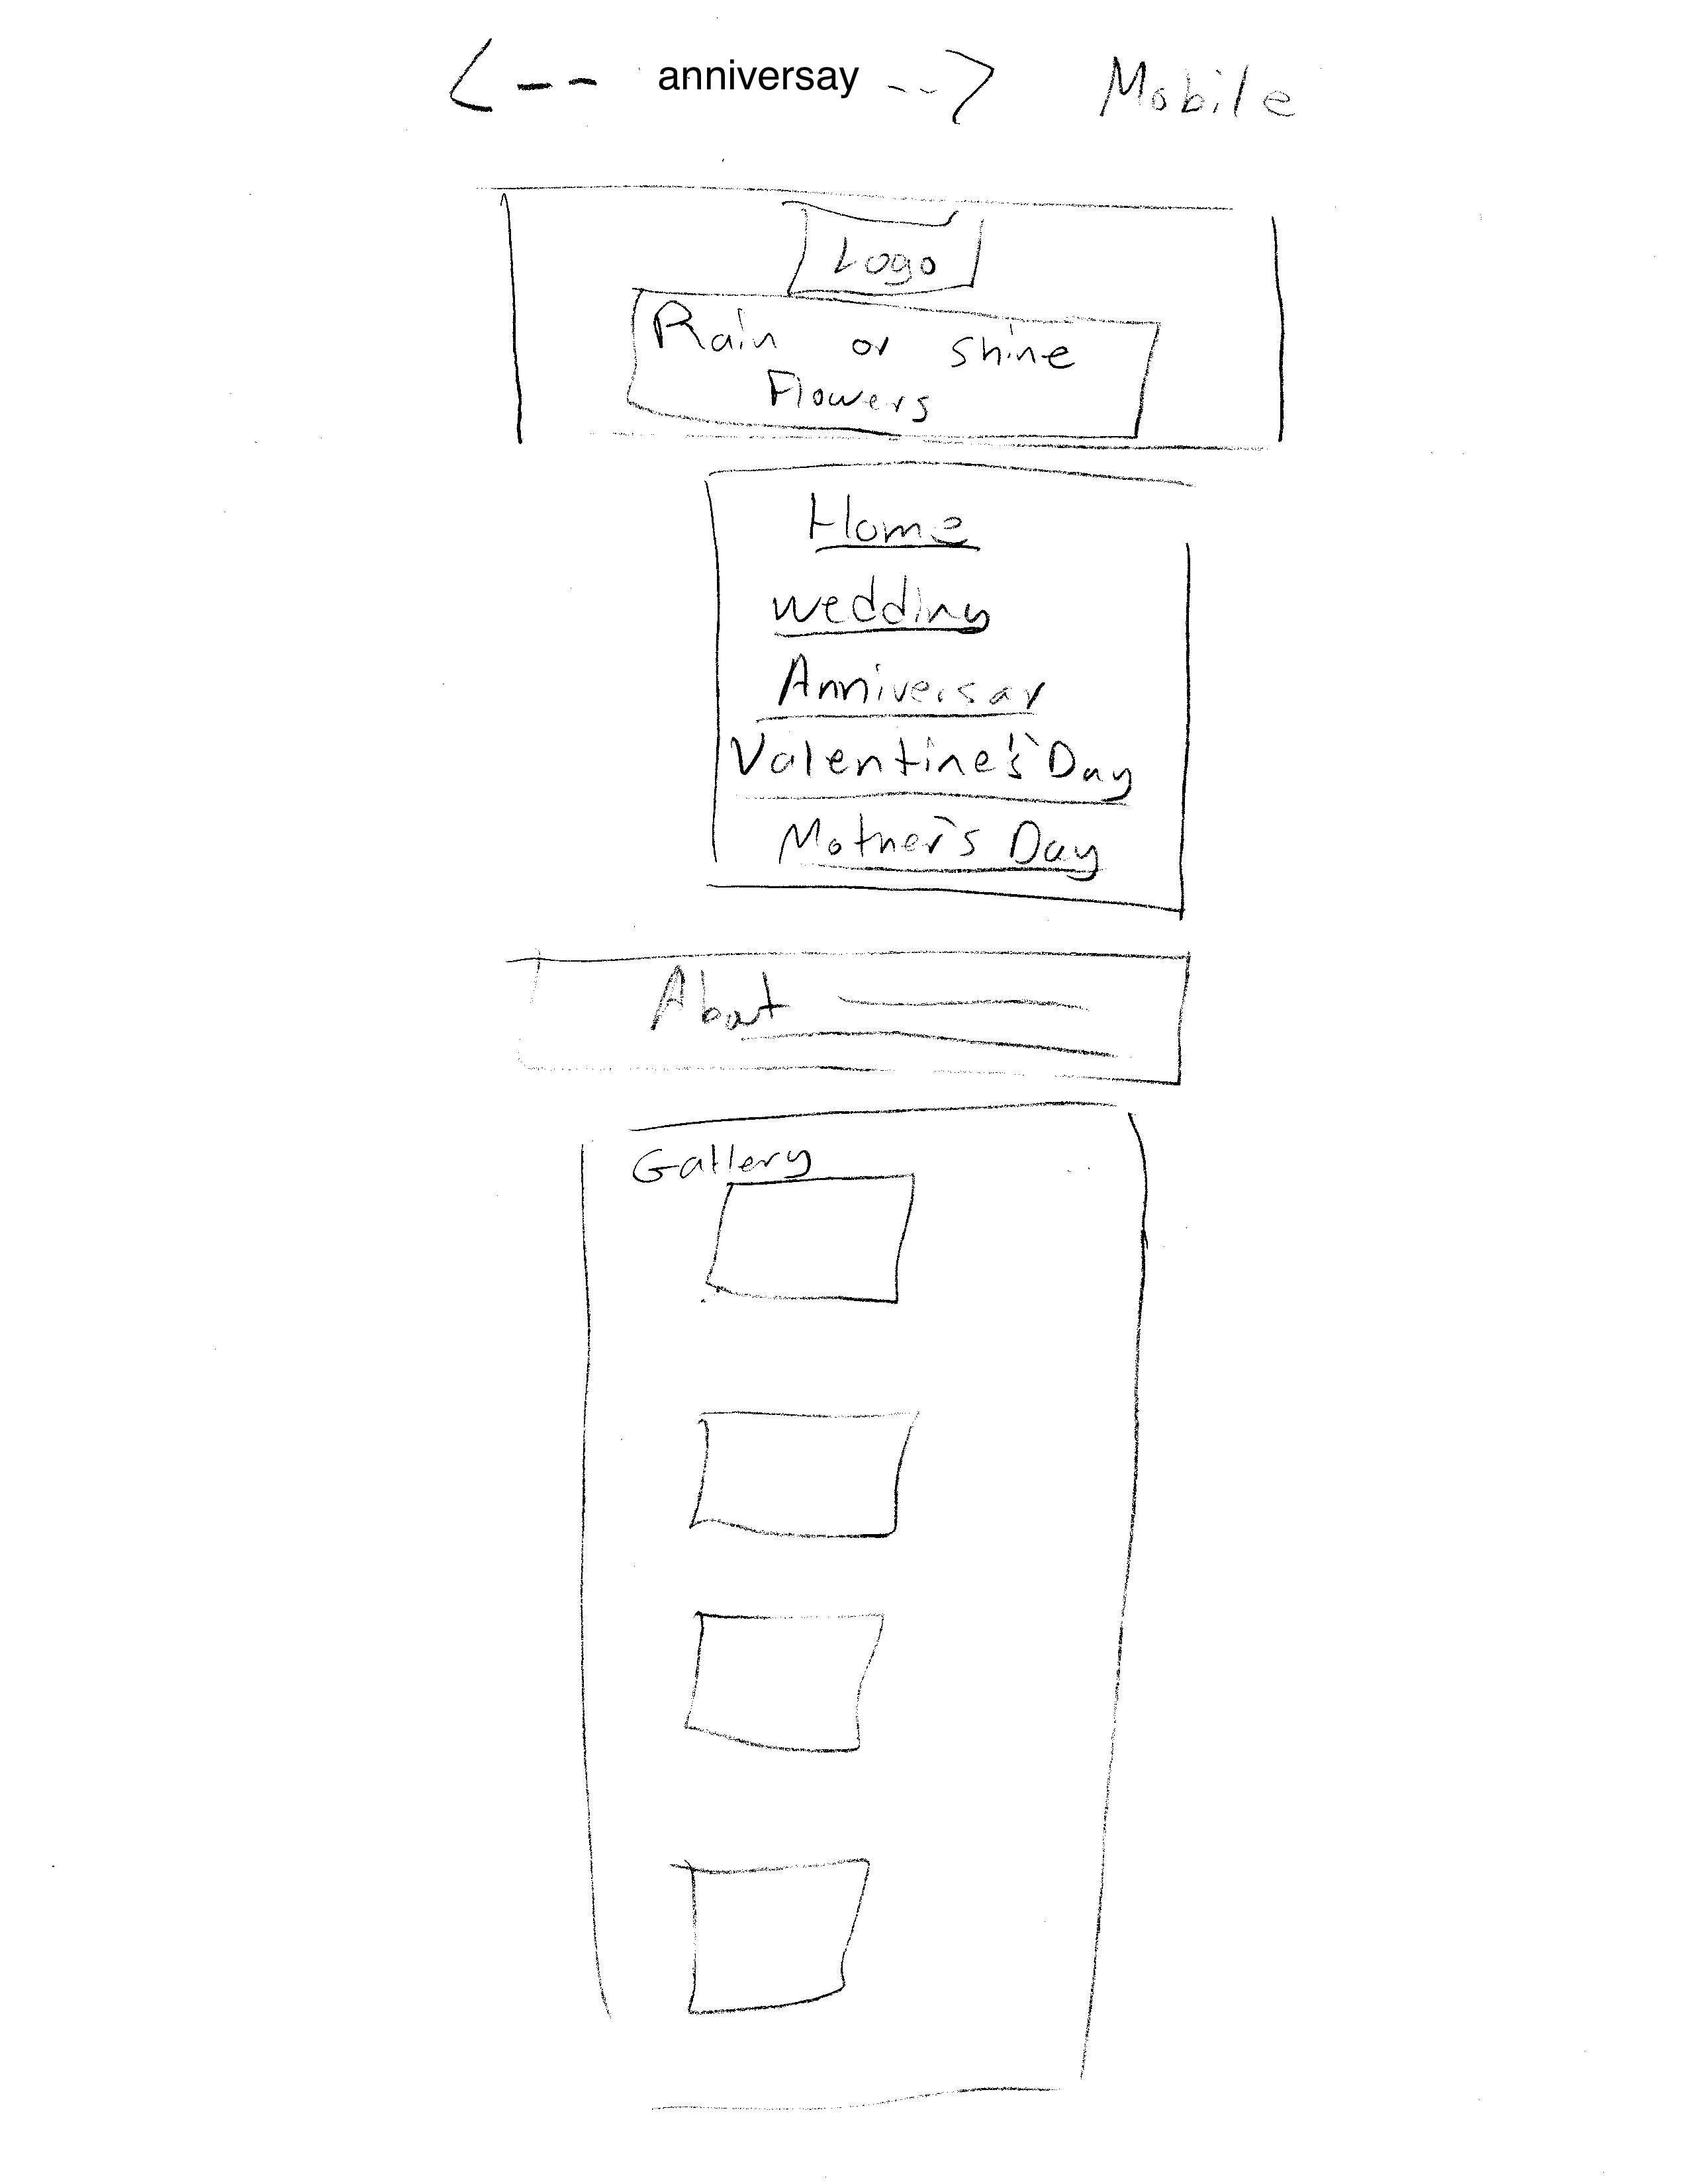 <-- anniversay --> Mobile
Logo
Rain or shine
Flowers
Home
wedding
Anniversay
Valentine's Day
Mother's Day
About
Gallery